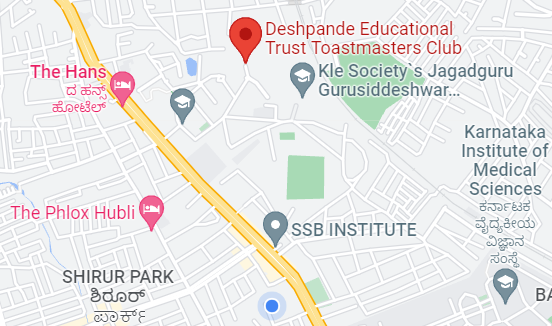 Deshpande Educational
Trust Toastmasters Club
The Hans
ದ ಹನ್ಸ್
ಹೋಟೆಲ್
Kle Society`s Jagadguru
Gurusiddeshwar...
Karnataka
Institute of
Medical
Sciences
ಕರ್ನಾಟಕ
ವೈದ್ಯಕೀಯ
ವಿಜ್ಞಾನ
ಸಂಸ್ಥೆ
The Phlox Hubli
SSB INSTITUTE
SHIRUR PARK
ಶಿರೂರ್
ಪಾರ್ಕ್
BA